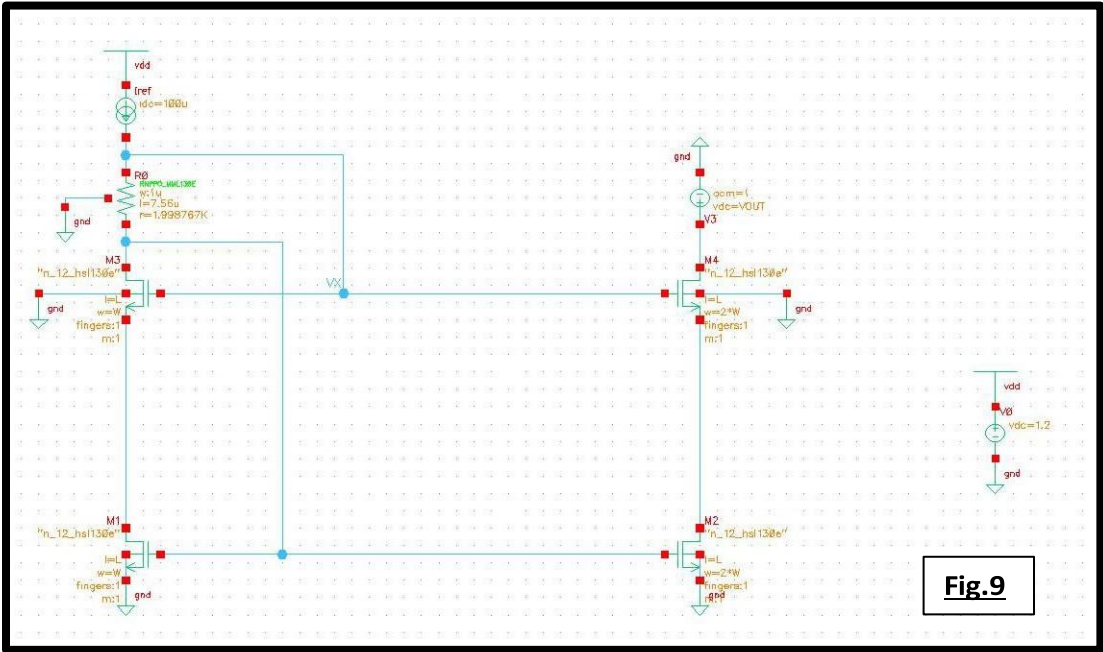 vdd
Iref
idc=100u
R0
RNPPO_MML130E
w:1u
l=7.56u
r=1.998767K
gnd
M3
"n_12_hsl130e"
l=L
w=W
fingers:1
m:1
gnd
VX
gnd
vdc=VOUT
V3
M4
"n_12_hsl130e"
l=L
w=2*W
fingers:1
m:1
gnd
vdd
V0
vdc=1.2
gnd
M1
"n_12_hsl130e"
l=L
w=W
fingers:1
m:1
gnd
M2
"n_12_hsl130e"
l=L
w=2*W
fingers:1
gnd
Fig.9